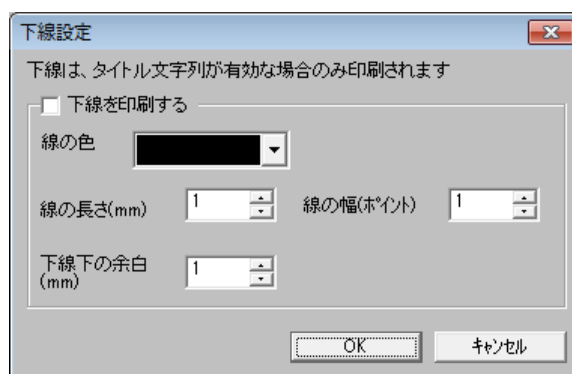 下線設定
下線は、タイトル文字列が有効な場合のみ印刷されます
下線を印刷する
線の色
線の長さ(mm) 1 線の幅(ﾎﾟｲﾝﾄ) 1
下線下の余白 1
(mm)
OK ｷｬﾝｾﾙ